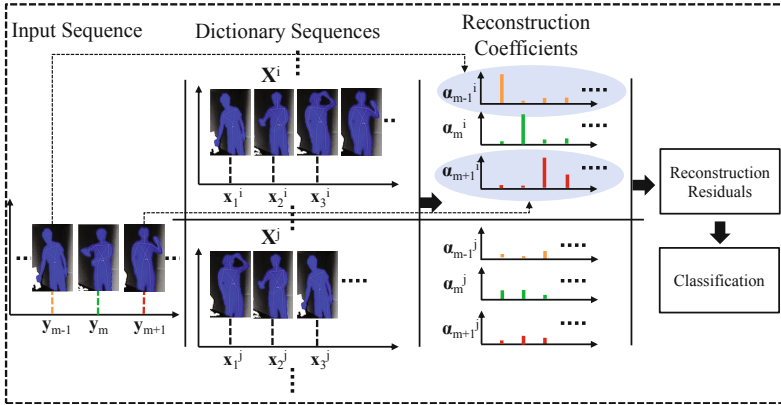 Input Sequence
Dictionary Sequences
Reconstruction
Coefficients
X^i
x_1^i x_2^i x_3^i
y_{m-1} y_m y_{m+1}
X^j
x_1^j x_2^j x_3^j
α_{m-1}^i
α_m^i
α_{m+1}^i
α_{m-1}^j
α_m^j
α_{m+1}^j
Reconstruction
Residuals
Classification